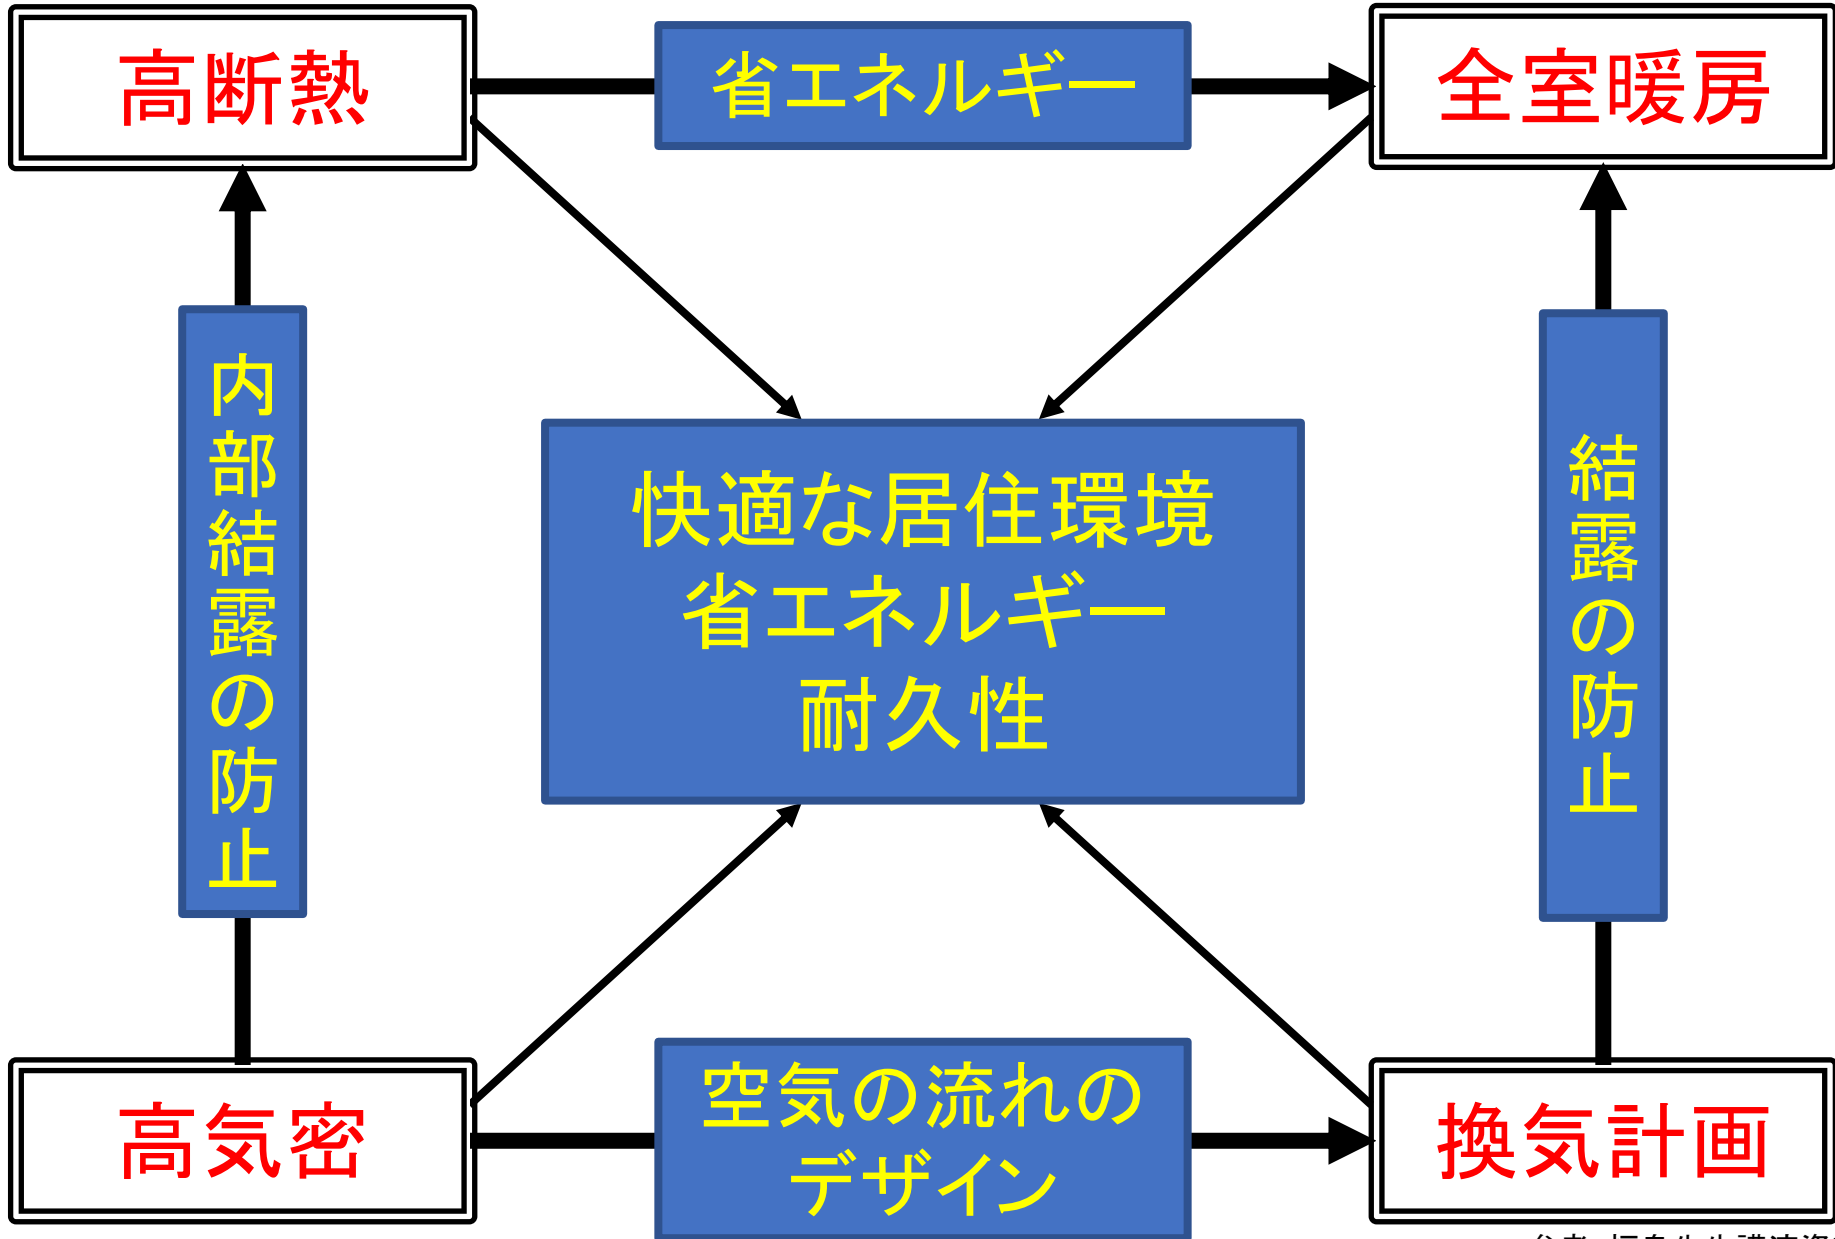 高断熱
省エネルギー
全室暖房
内部結露の防止
快適な居住環境
省エネルギー
耐久性
結露の防止
高気密
空気の流れの
デザイン
換気計画